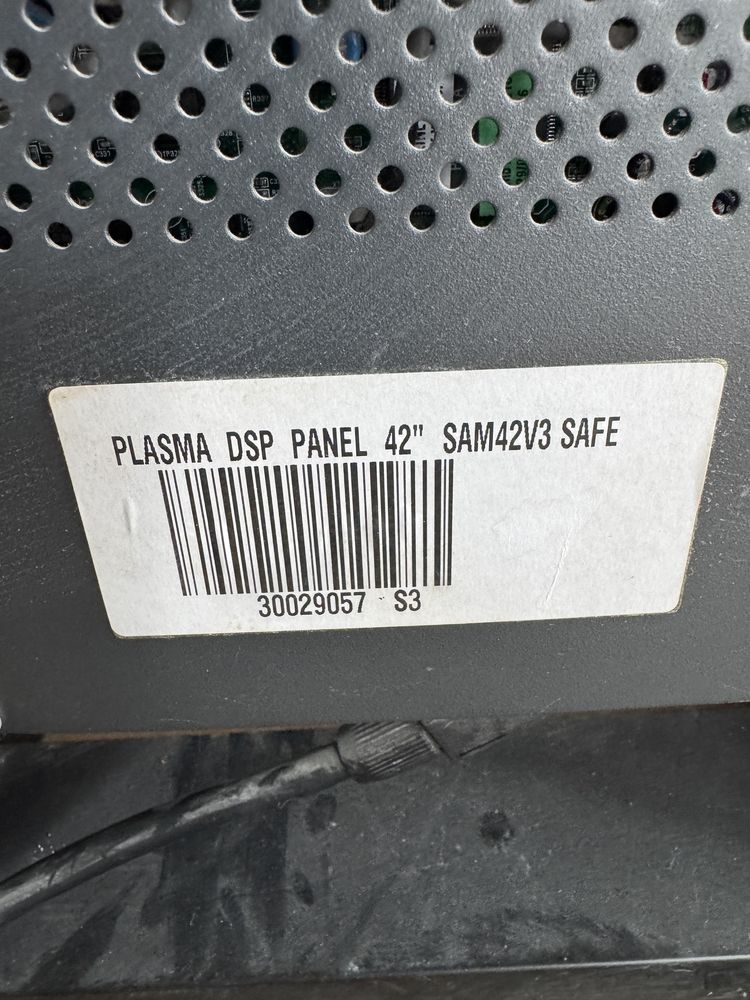 PLASMA DSP PANEL 42" SAM42V3 SAFE
30029057 S3